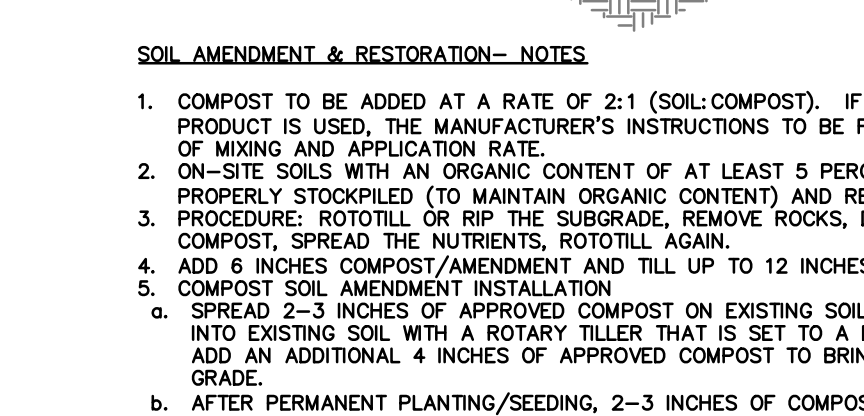 SOIL AMENDMENT & RESTORATION– NOTES
1. COMPOST TO BE ADDED AT A RATE OF 2:1 (SOIL:COMPOST). IF
PRODUCT IS USED, THE MANUFACTURER'S INSTRUCTIONS TO BE
OF MIXING AND APPLICATION RATE.
2. ON–SITE SOILS WITH AN ORGANIC CONTENT OF AT LEAST 5
PROPERLY STOCKPILED (TO MAINTAIN ORGANIC CONTENT) AND
3. PROCEDURE: ROTOTILL OR RIP THE SUBGRADE, REMOVE ROCKS,
COMPOST, SPREAD THE NUTRIENTS, ROTOTILL AGAIN.
4. ADD 6 INCHES COMPOST/AMENDMENT AND TILL UP TO 12 INCHES
5. COMPOST SOIL AMENDMENT INSTALLATION
a. SPREAD 2–3 INCHES OF APPROVED COMPOST ON EXISTING SOIL
INTO EXISTING SOIL WITH A ROTARY TILLER THAT IS SET TO A
ADD AN ADDITIONAL 4 INCHES OF APPROVED COMPOST TO
GRADE.
b. AFTER PERMANENT PLANTING/SEEDING, 2–3 INCHES OF